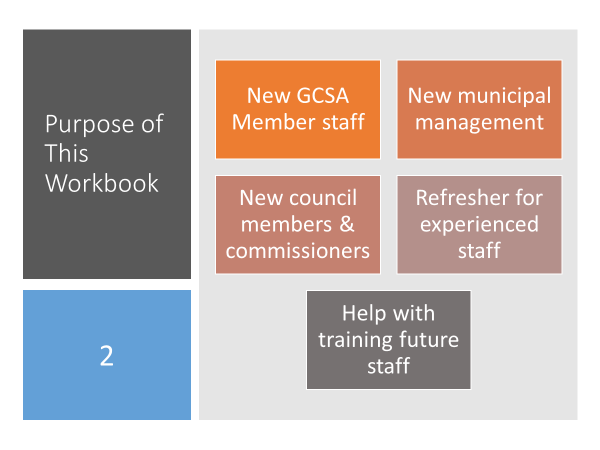 Purpose of
This
Workbook
2
New GCSA
Member staff
New municipal
management
New council
members &
commissioners
Refresher for
experienced
staff
Help with
training future
staff